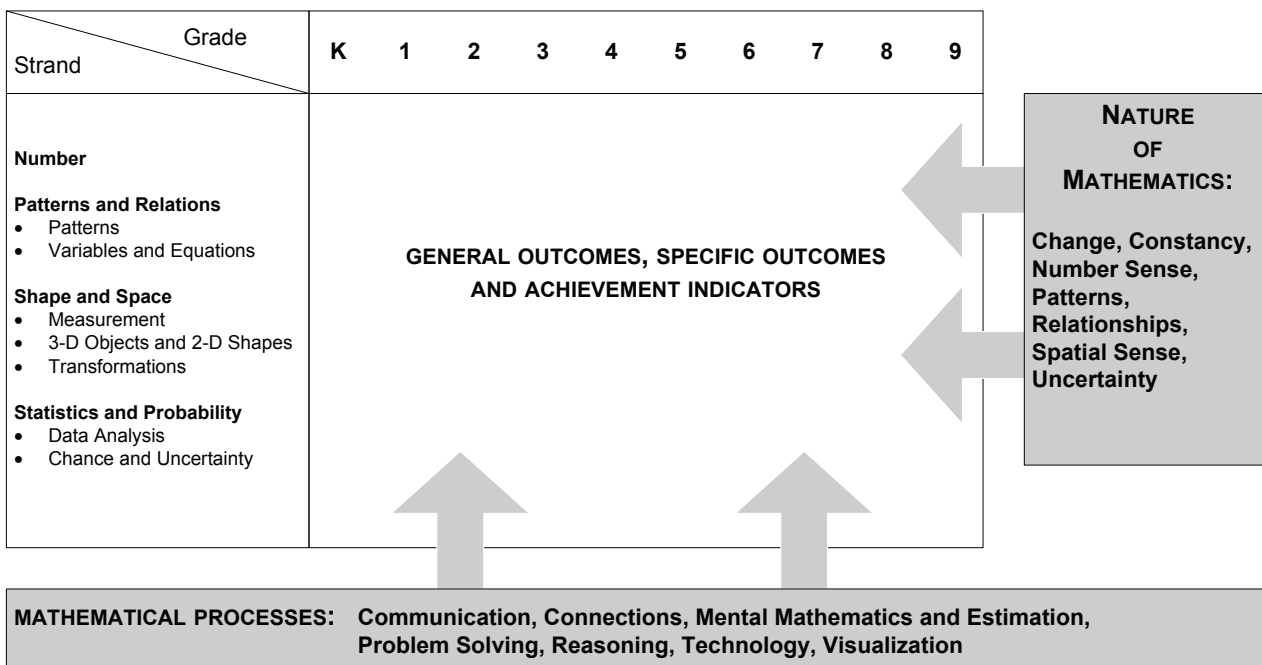 Grade
Strand
K 1 2 3 4 5 6 7 8 9
Number
Patterns and Relations
• Patterns
• Variables and Equations
Shape and Space
• Measurement
• 3-D Objects and 2-D Shapes
• Transformations
Statistics and Probability
• Data Analysis
• Chance and Uncertainty
GENERAL OUTCOMES, SPECIFIC OUTCOMES
AND ACHIEVEMENT INDICATORS
NATURE
OF
MATHEMATICS:
Change, Constancy,
Number Sense,
Patterns,
Relationships,
Spatial Sense,
Uncertainty
MATHEMATICAL PROCESSES: Communication, Connections, Mental Mathematics and Estimation,
Problem Solving, Reasoning, Technology, Visualization